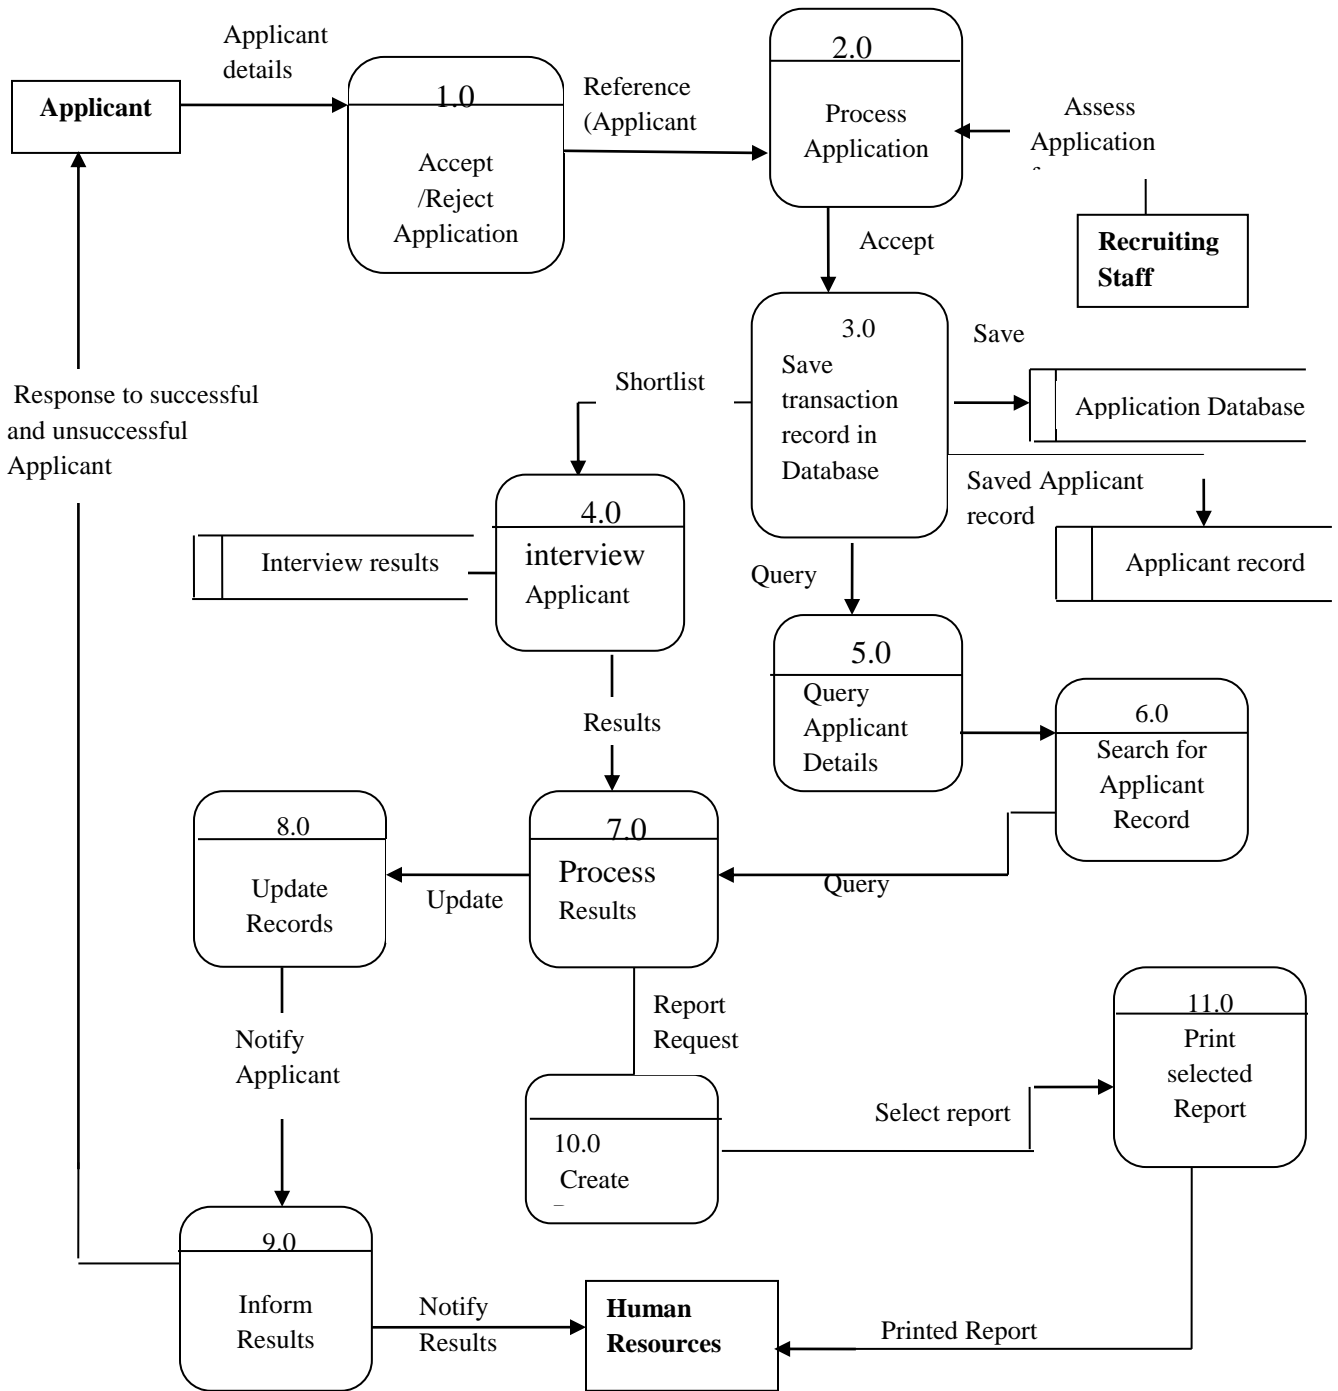 Applicant
details
2.0
Applicant
1.0
Reference
(Applicant
Process
Application
Assess
Application
Accept
/Reject
Application
Accept
Recruiting
Staff
3.0
Save
transaction
record in
Database
Save
Shortlist
Application Database
Response to successful
and unsuccessful
Applicant
Saved Applicant
record
4.0
interview
Applicant
Interview results
Query
Applicant record
5.0
Query
Applicant
Details
6.0
Search for
Applicant
Record
Results
8.0
Update
Records
7.0
Process
Results
Update
Query
Report
Request
11.0
Print
selected
Report
Notify
Applicant
10.0
Create
Select report
9.0
Inform
Results
Notify
Results
Human
Resources
Printed Report